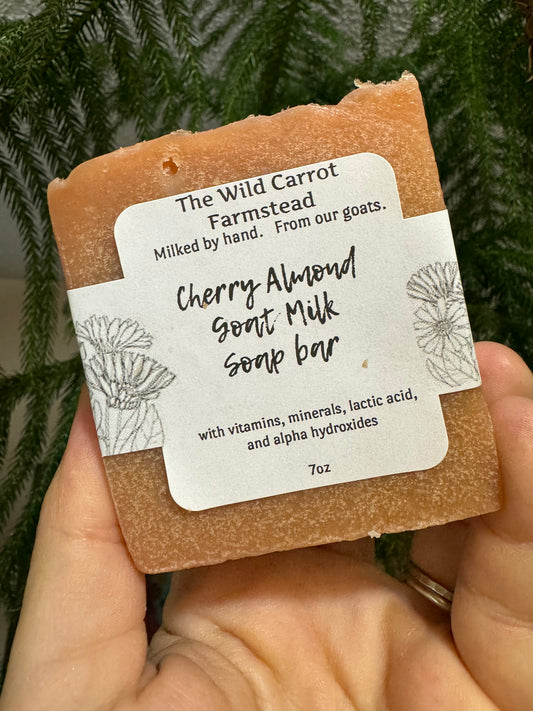 The Wild Carrot
Farmstead
Milked by hand. From our goats.
Cherry Almond
Goat Milk
Soap bar
with vitamins, minerals, lactic acid,
and alpha hydroxides
7oz